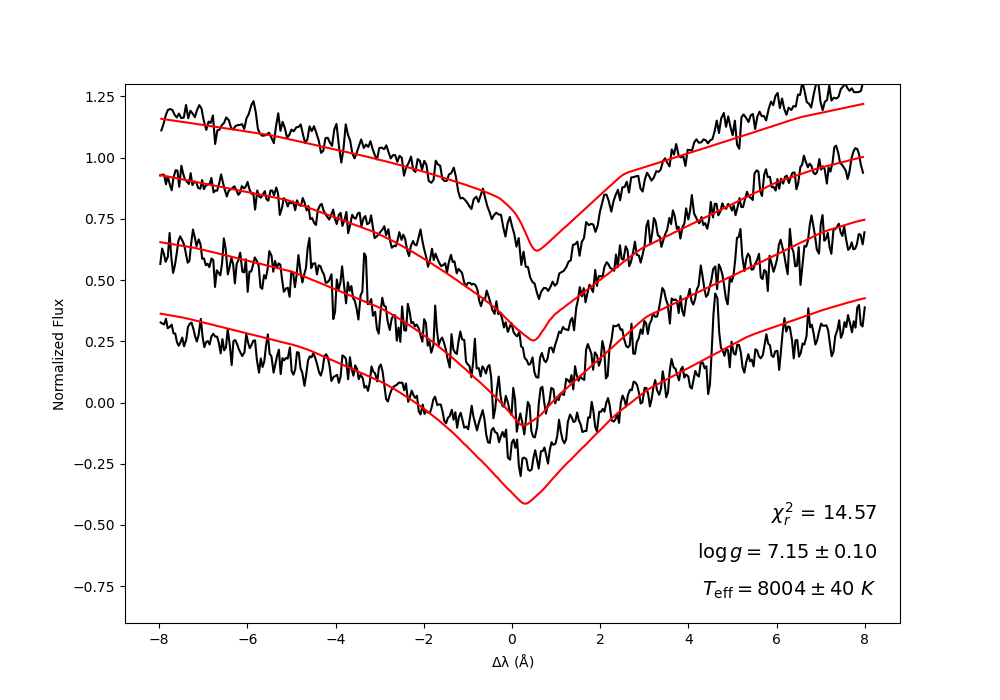 1.25
1.00
0.75
0.50
0.25
0.00
−0.25
−0.50
−0.75
Normalized Flux
χ²ᵣ = 14.57
log g = 7.15 ± 0.10
T_eff = 8004 ± 40 K
−8 −6 −4 −2 0 2 4 6 8
Δλ (Å)